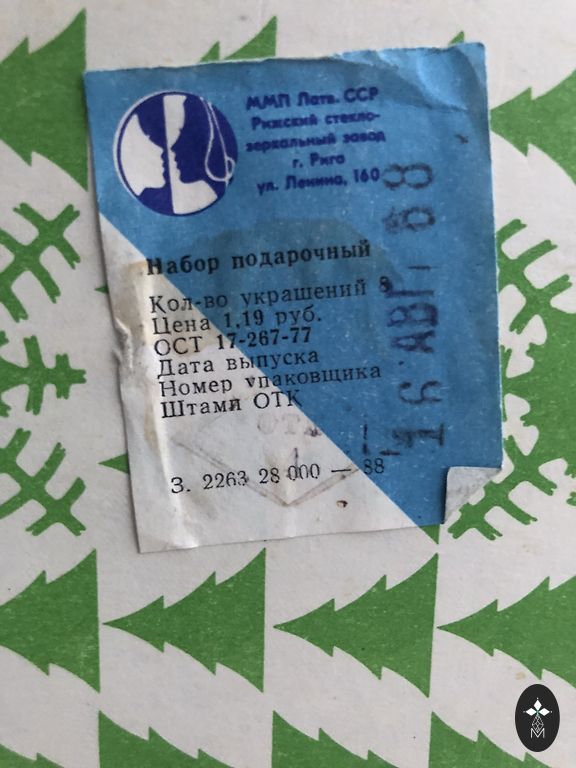 ММП Латв. ССР
Рижский стекло-
зеркальный завод
г. Рига
ул. Ленина, 160
Набор подарочный
Кол-во украшений 8
Цена 1,19 руб.
ОСТ 17-267-77
Дата выпуска
Номер упаковщика
Штамп ОТК
ОТК
З. 2263 28 000 — 88
16 АВГ 88